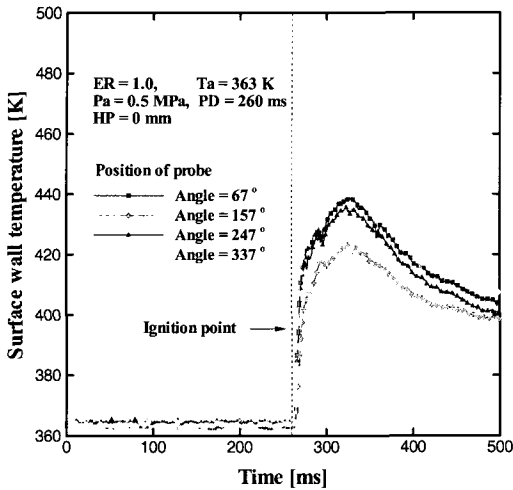 500
480
460
440
420
400
380
360
Surface wall temperature [K]
ER = 1.0, Ta = 363 K
Pa = 0.5 MPa, PD = 260 ms
HP = 0 mm
Position of probe
Angle = 67 °
Angle = 157 °
Angle = 247 °
Angle = 337 °
Ignition point
0 100 200 300 400 500
Time [ms]